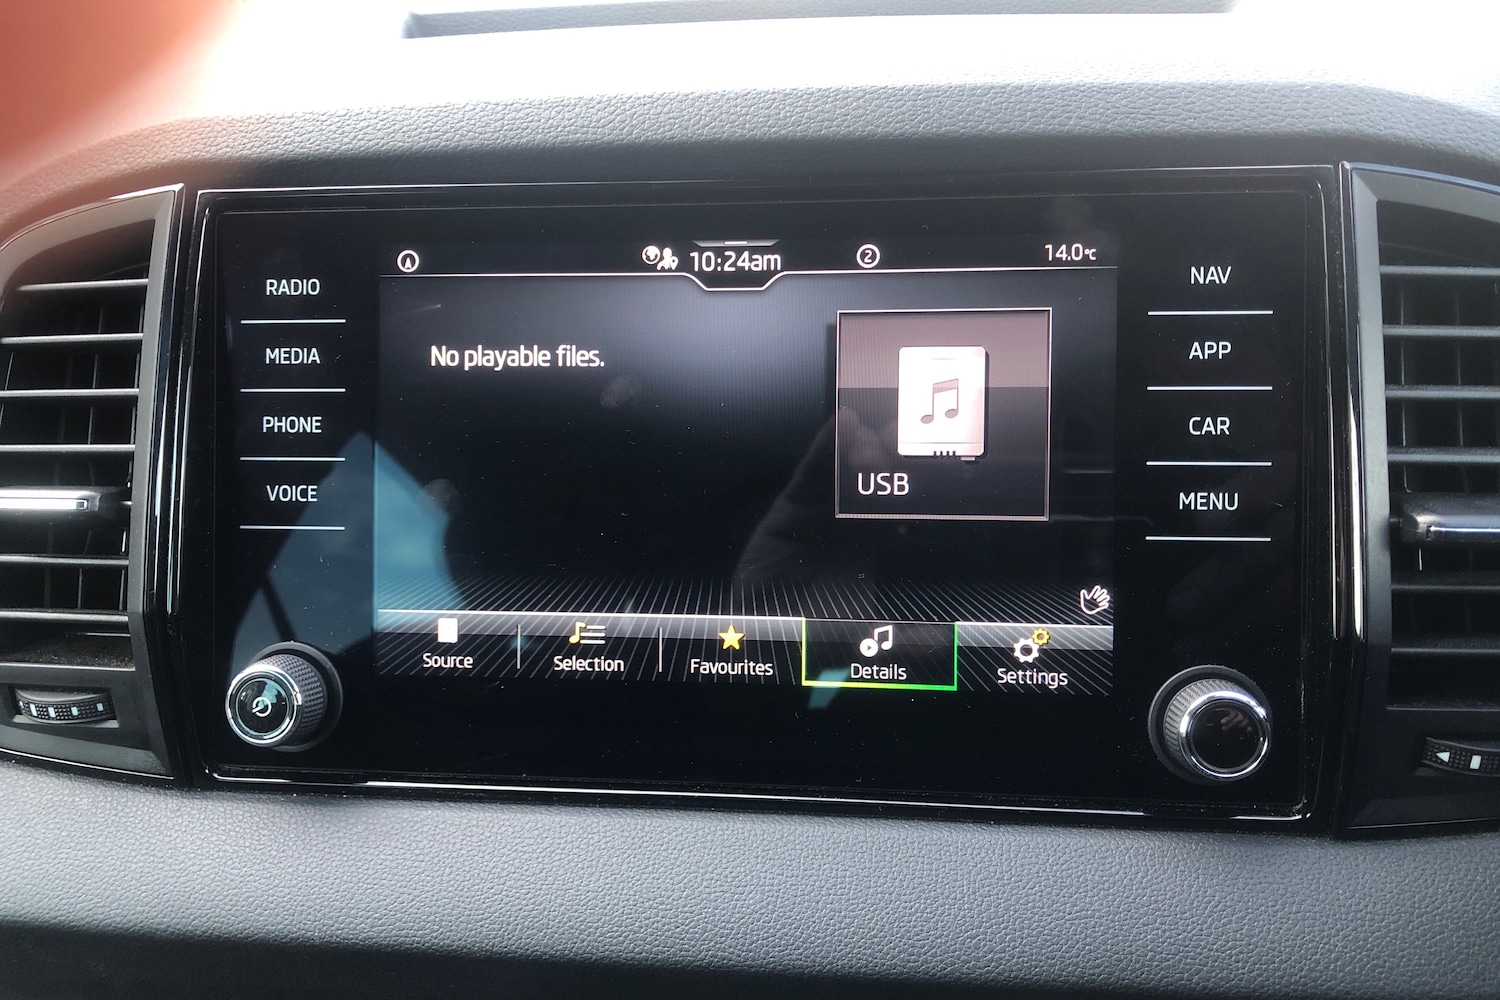 RADIO
MEDIA
PHONE
VOICE
10:24am
2
14.0°C
No playable files.
USB
Source
Selection
Favourites
Details
Settings
NAV
APP
CAR
MENU